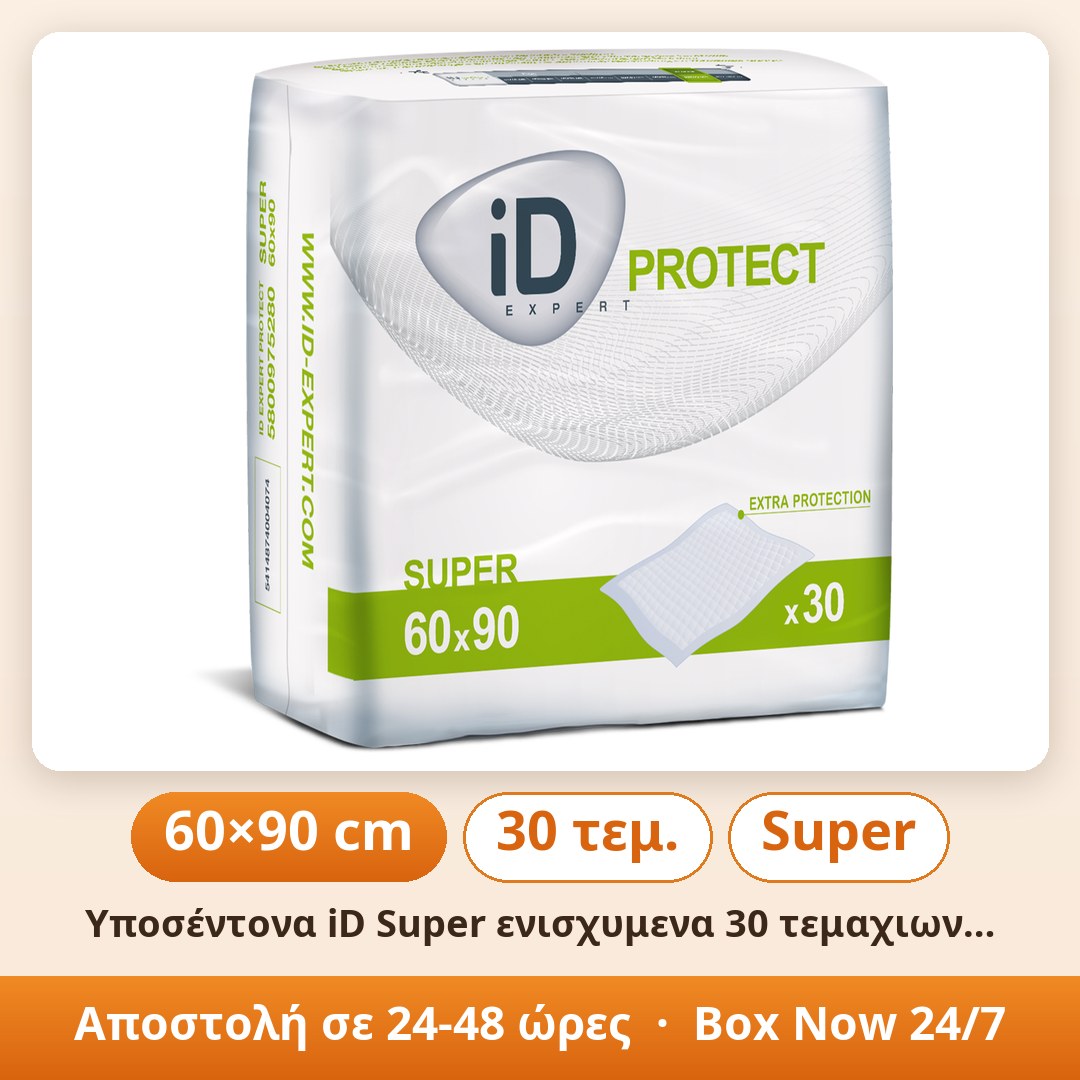 iD
EXPERT
PROTECT
SUPER
60x90
ID EXPERT PROTECT
5800975280
WWW.ID-EXPERT.COM
5414874004074
EXTRA PROTECTION
SUPER
60x90
x30
60×90 cm
30 τεμ.
Super
Υποσέντονα iD Super ενισχυμενα 30 τεμαχιων...
Αποστολή σε 24-48 ώρες · Box Now 24/7